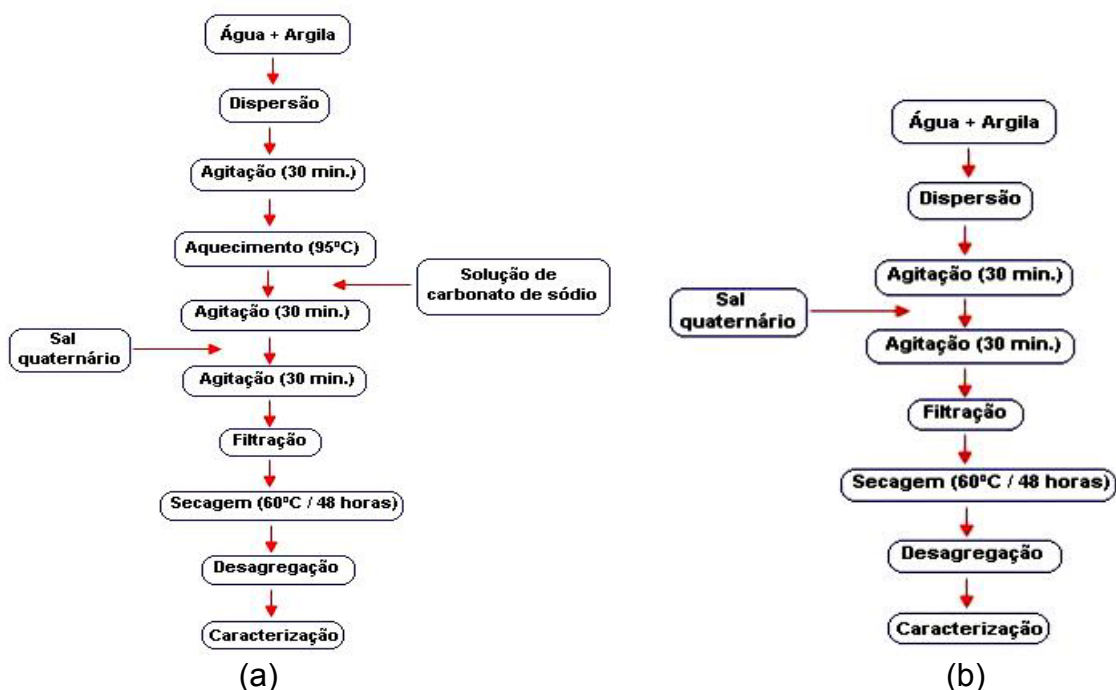 Água + Argila
Dispersão
Agitação (30 min.)
Aquecimento (95ºC)
Solução de
carbonato de sódio
Agitação (30 min.)
Sal
quaternário
Agitação (30 min.)
Filtração
Secagem (60ºC / 48 horas)
Desagregação
Caracterização
(a)
Água + Argila
Dispersão
Agitação (30 min.)
Sal
quaternário
Agitação (30 min.)
Filtração
Secagem (60ºC / 48 horas)
Desagregação
Caracterização
(b)